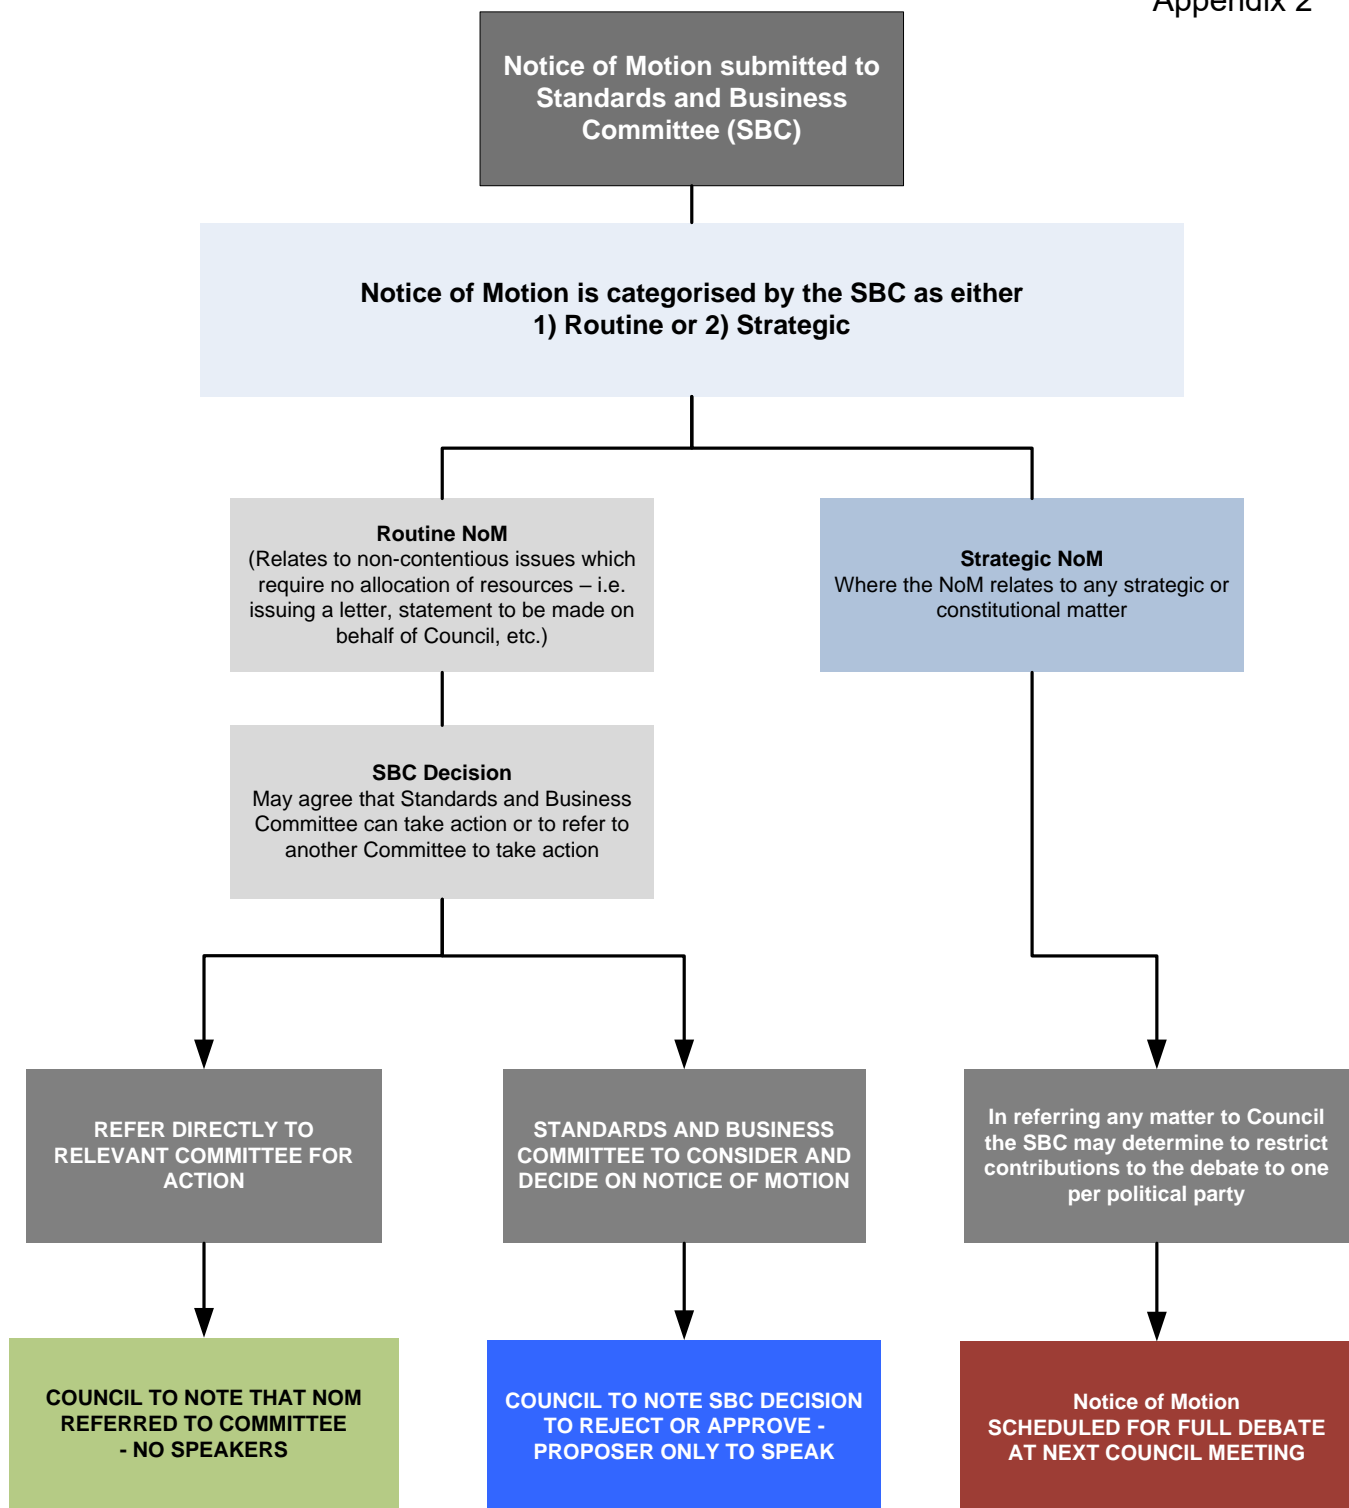 Appendix 2
Notice of Motion submitted to
Standards and Business
Committee (SBC)
Notice of Motion is categorised by the SBC as either
1) Routine or 2) Strategic
Routine NoM
(Relates to non-contentious issues which
require no allocation of resources – i.e.
issuing a letter, statement to be made on
behalf of Council, etc.)
Strategic NoM
Where the NoM relates to any strategic or
constitutional matter
SBC Decision
May agree that Standards and Business
Committee can take action or to refer to
another Committee to take action
REFER DIRECTLY TO
RELEVANT COMMITTEE FOR
ACTION
STANDARDS AND BUSINESS
COMMITTEE TO CONSIDER AND
DECIDE ON NOTICE OF MOTION
In referring any matter to Council
the SBC may determine to restrict
contributions to the debate to one
per political party
COUNCIL TO NOTE THAT NOM
REFERRED TO COMMITTEE
- NO SPEAKERS
COUNCIL TO NOTE SBC DECISION
TO REJECT OR APPROVE -
PROPOSER ONLY TO SPEAK
Notice of Motion
SCHEDULED FOR FULL DEBATE
AT NEXT COUNCIL MEETING